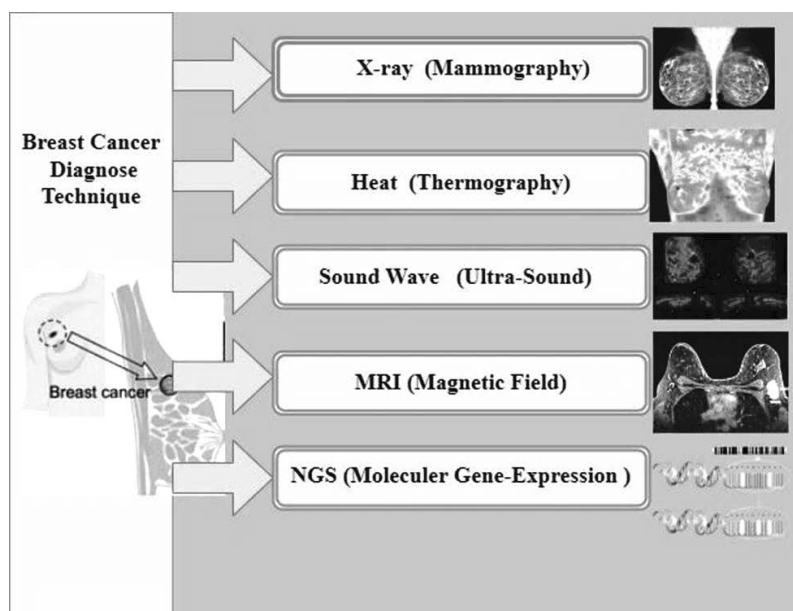 Breast Cancer
Diagnose
Technique
Breast cancer
X-ray (Mammography)
Heat (Thermography)
Sound Wave (Ultra-Sound)
MRI (Magnetic Field)
NGS (Moleculer Gene-Expression )